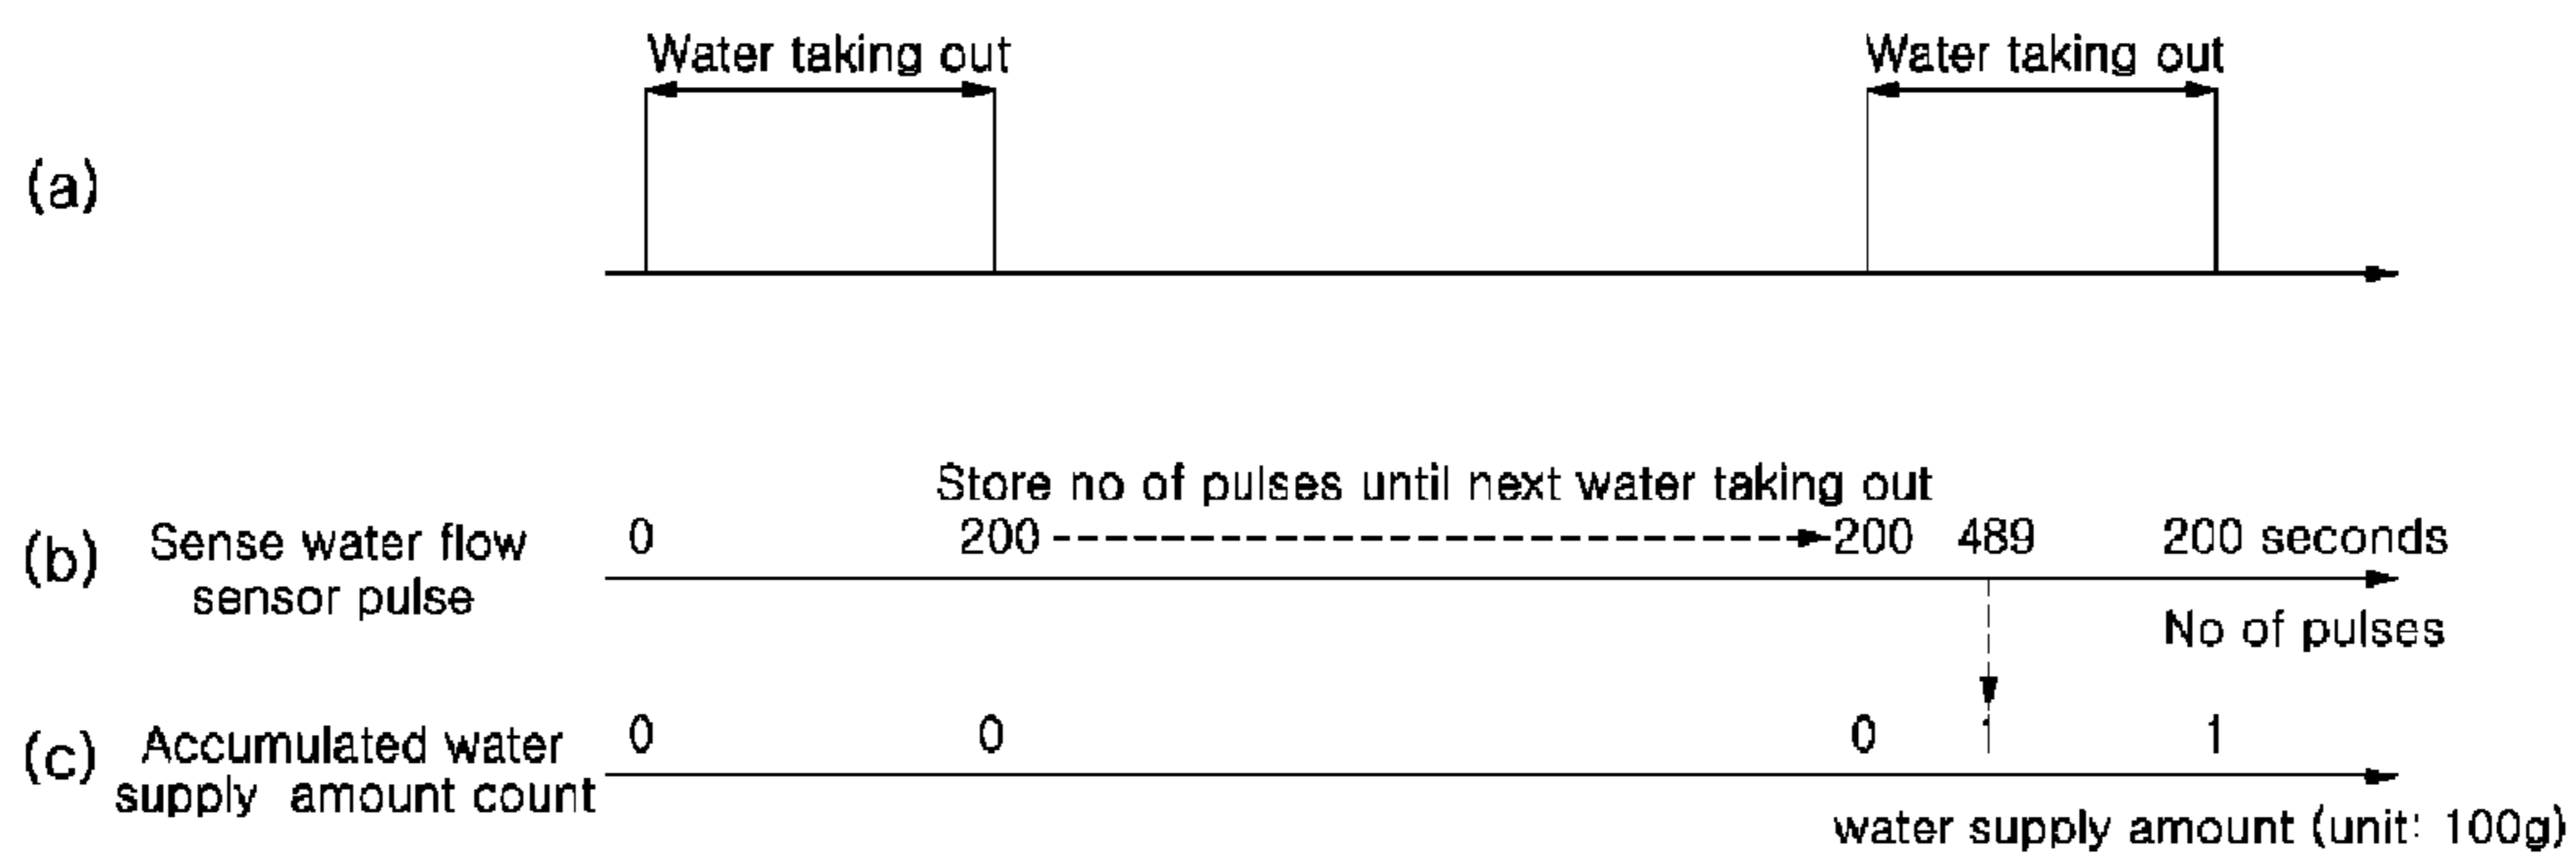 Water taking out Water taking out
(a)
Store no of pulses until next water taking out
(b) Sense water flow 0 200 200 489 200 seconds
sensor pulse No of pulses
(c) Accumulated water 0 0 0 1 1
supply amount count
water supply amount (unit: 100g)